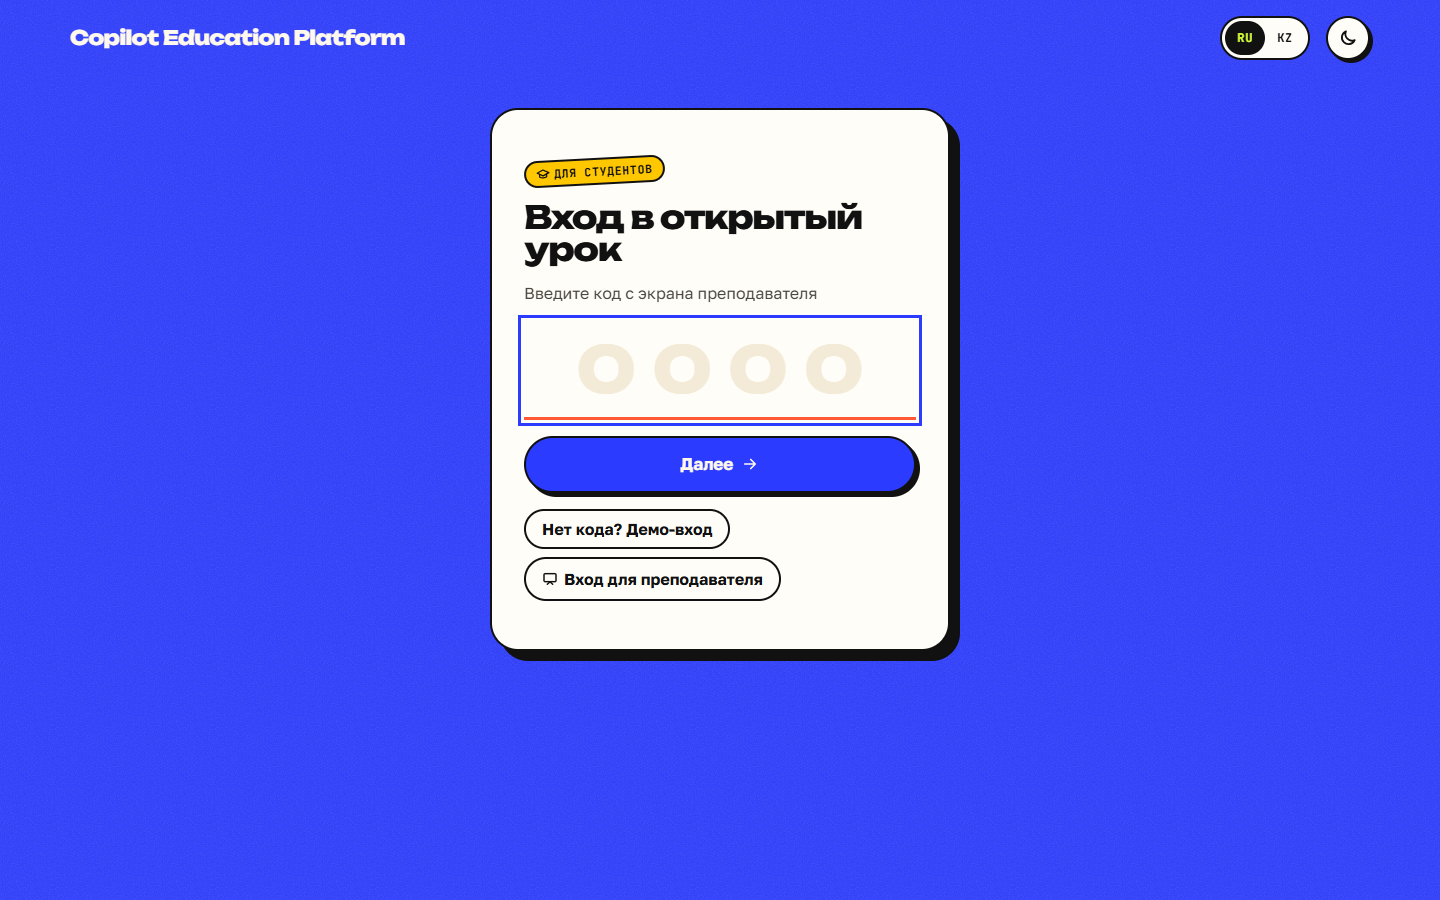 Copilot Education Platform
RU KZ
ДЛЯ СТУДЕНТОВ
Вход в открытый
урок
Введите код с экрана преподавателя
0000
Далее →
Нет кода? Демо-вход
Вход для преподавателя